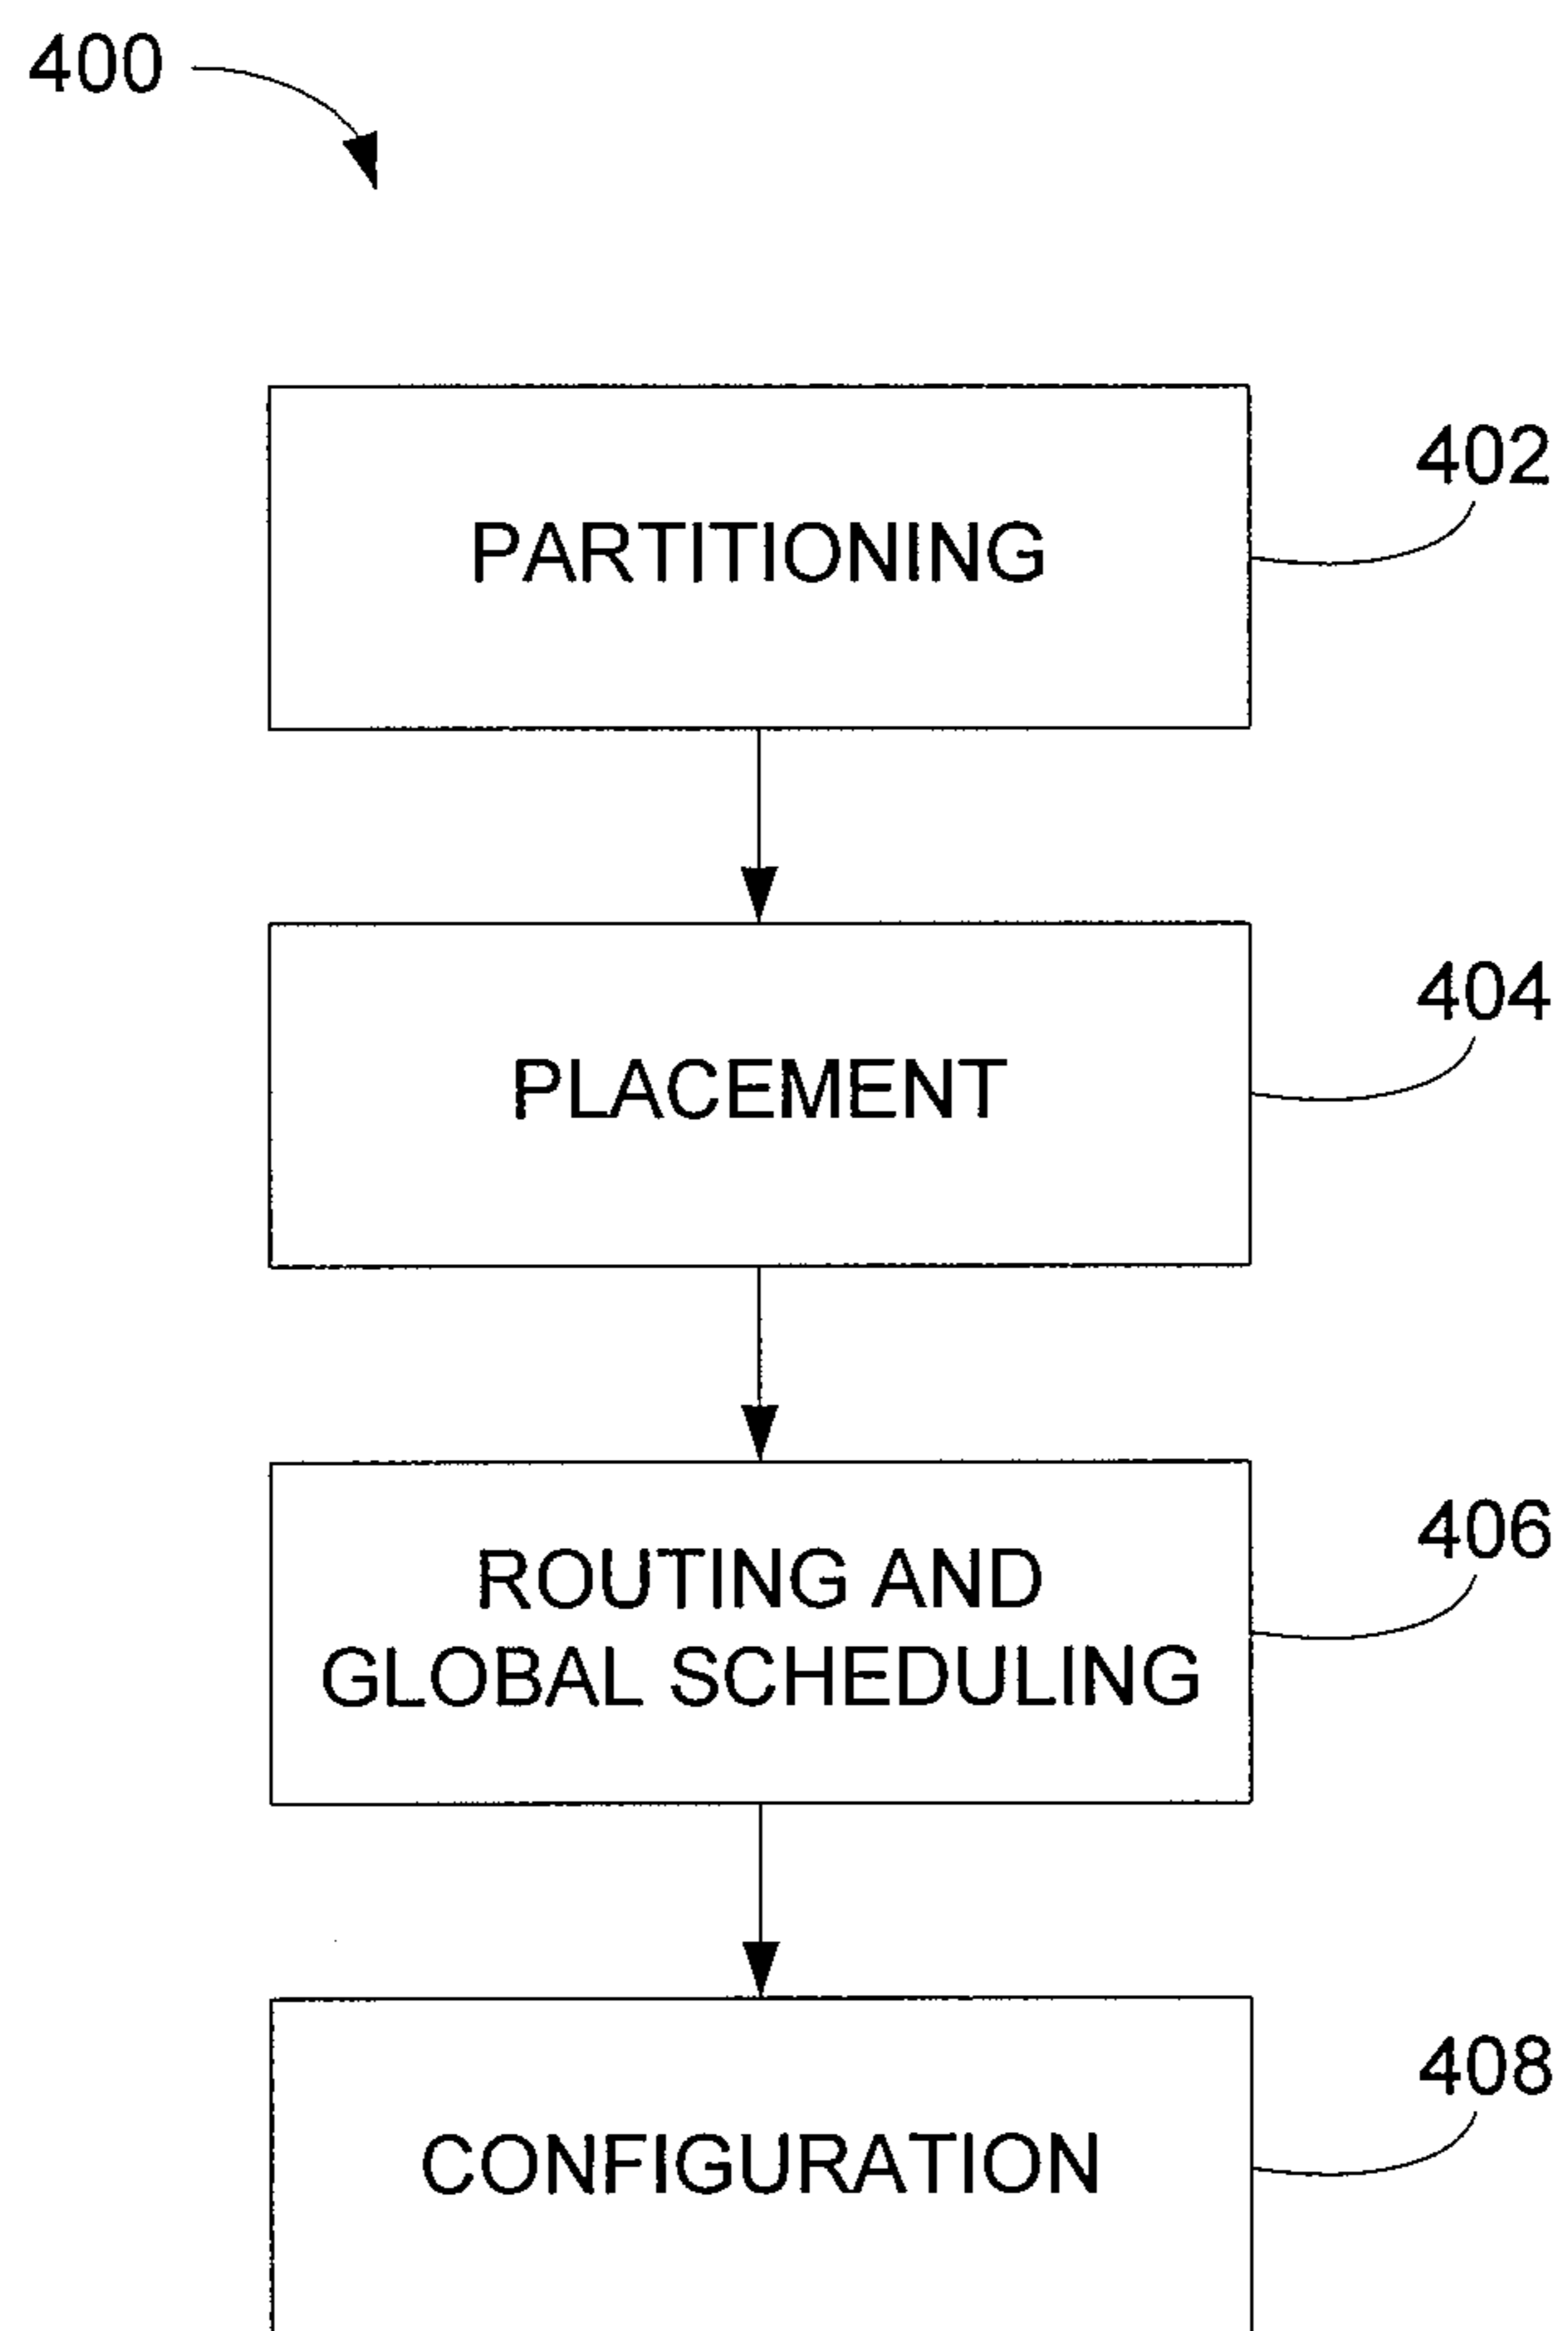 400
402
PARTITIONING
404
PLACEMENT
406
ROUTING AND
GLOBAL SCHEDULING
408
CONFIGURATION